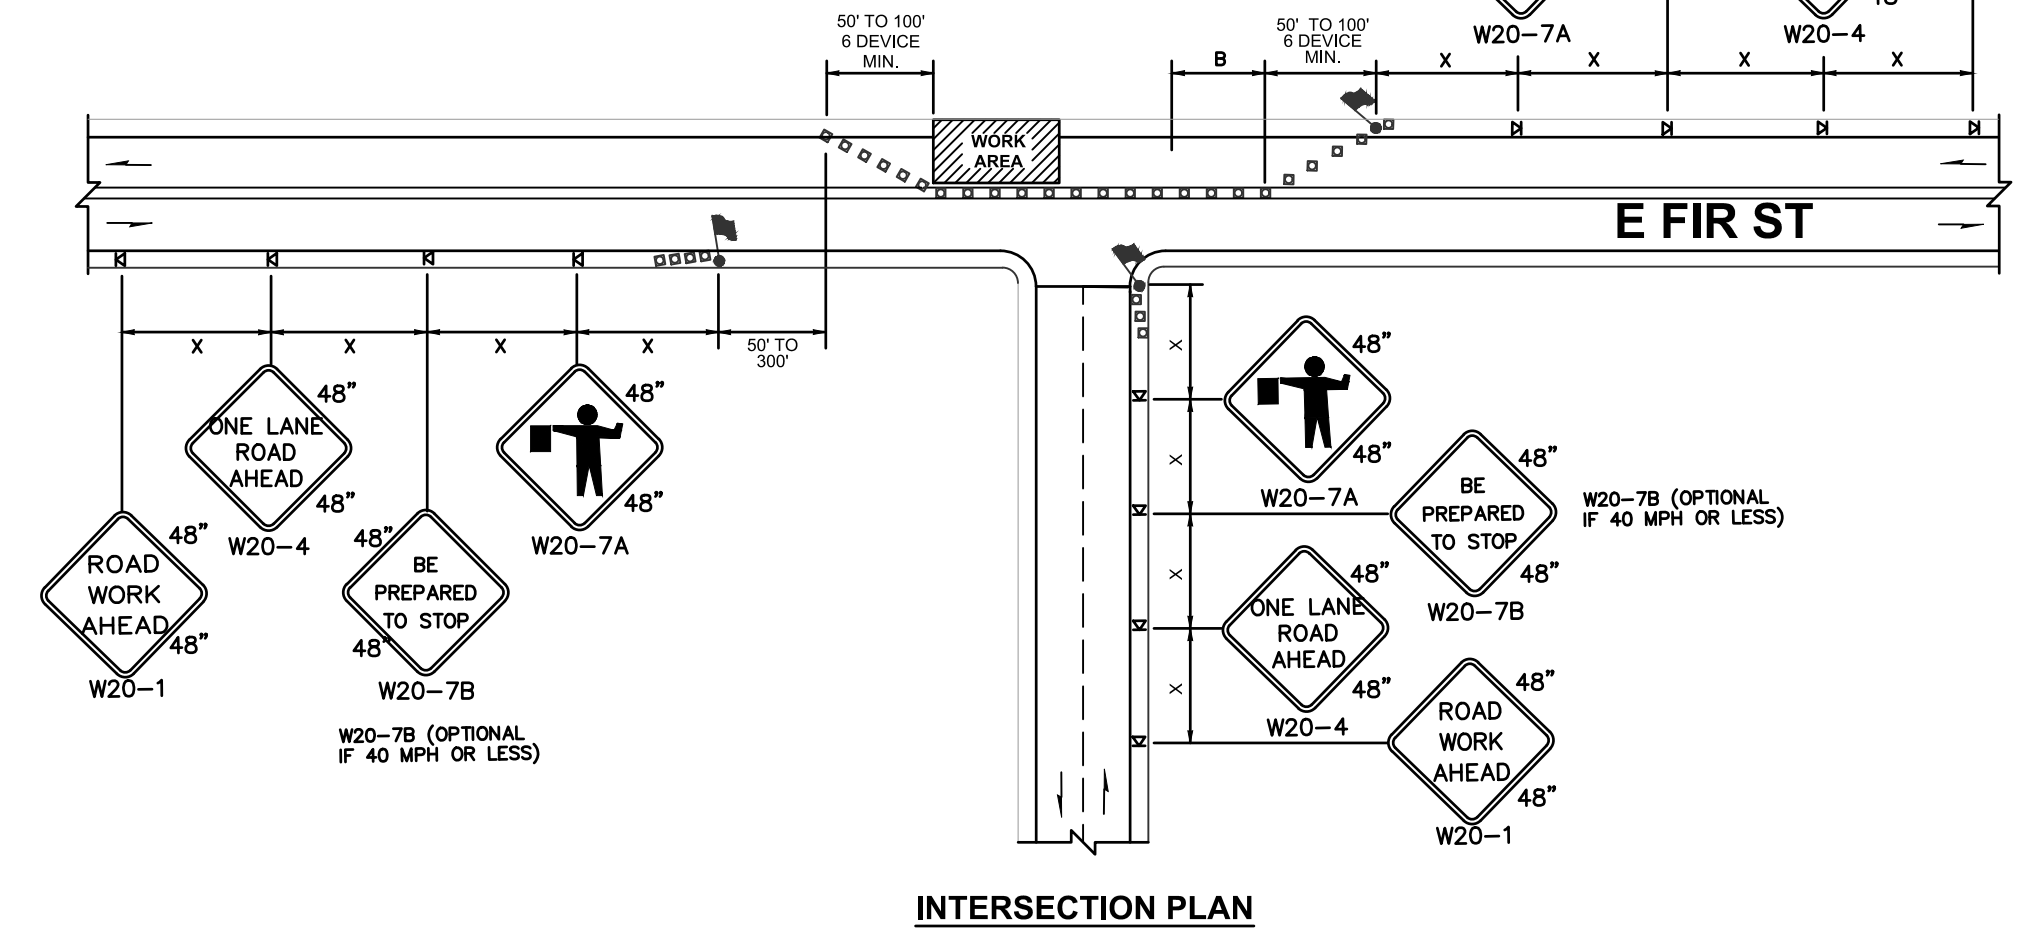 50' TO 100'
6 DEVICE
MIN.
B
50' TO 100'
6 DEVICE
MIN.
W20-7A
W20-4
X
X
X
X
WORK
AREA
E FIR ST
X
X
X
X
50' TO
300'
ONE LANE
ROAD
AHEAD
48"
48"
W20-4
48"
48"
W20-7A
ROAD
WORK
AHEAD
48"
48"
W20-1
BE
PREPARED
TO STOP
48"
48"
W20-7B
W20-7B (OPTIONAL
IF 40 MPH OR LESS)
X
X
X
X
48"
48"
W20-7A
BE
PREPARED
TO STOP
48"
48"
W20-7B
W20-7B (OPTIONAL
IF 40 MPH OR LESS)
ONE LANE
ROAD
AHEAD
48"
48"
W20-4
ROAD
WORK
AHEAD
48"
48"
W20-1
INTERSECTION PLAN